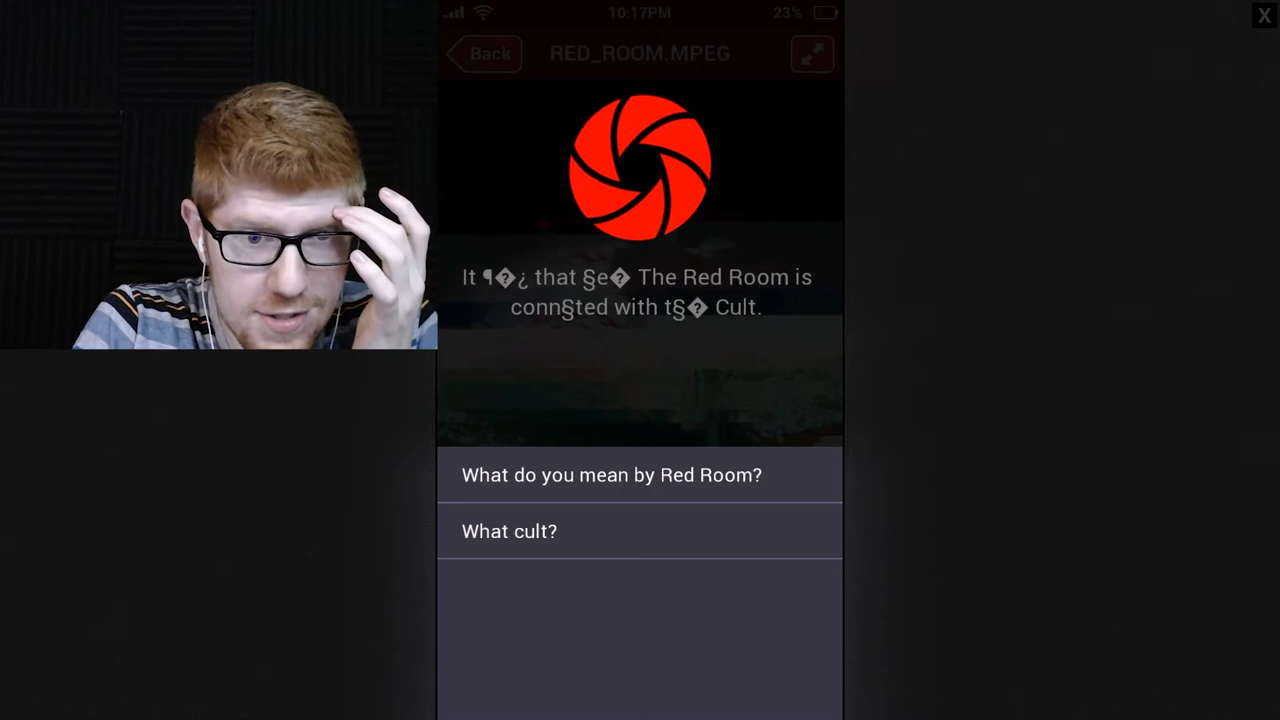 10:17PM
23%
X
Back
RED_ROOM.MPEG
It ¶�¿ that §e� The Red Room is
conn§ted with t§� Cult.
What do you mean by Red Room?
What cult?